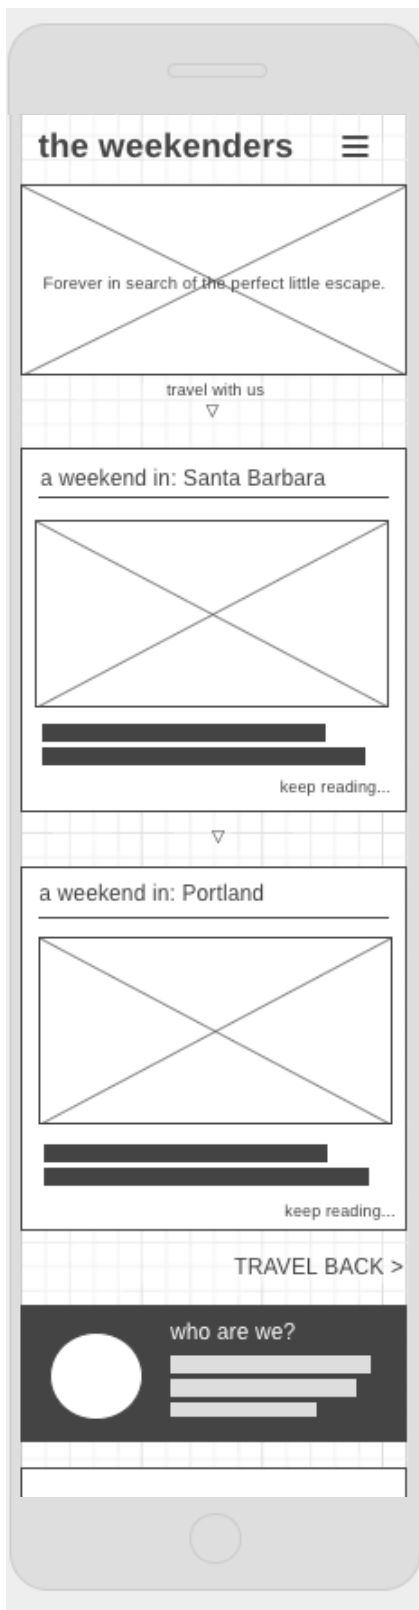 the weekenders
Forever in search of the perfect little escape.
travel with us
a weekend in: Santa Barbara
keep reading...
a weekend in: Portland
keep reading...
TRAVEL BACK >
who are we?